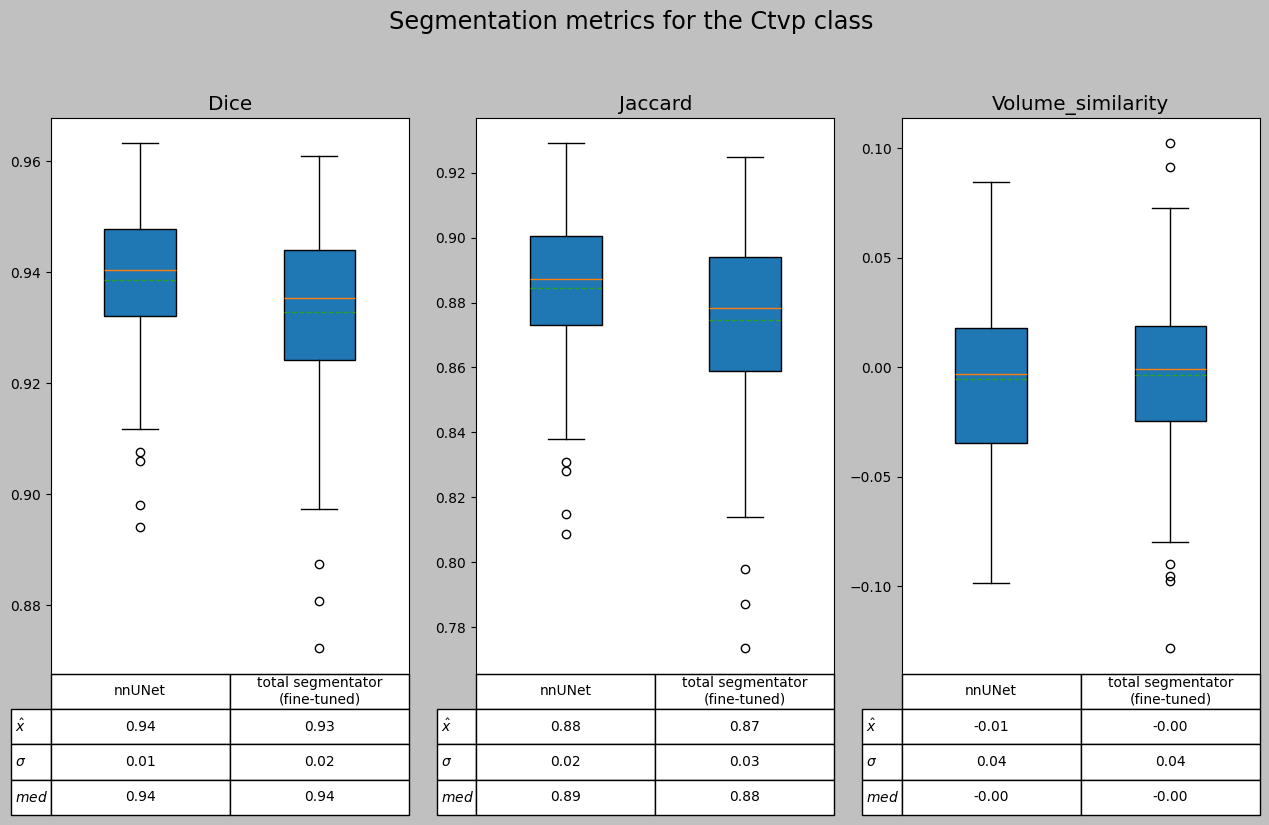 Segmentation metrics for the Ctvp class
Dice
0.96
0.94
0.92
0.90
0.88
nnUNet
total segmentator
(fine-tuned)
x̂ 0.94 0.93
σ 0.01 0.02
med 0.94 0.94
Jaccard
0.92
0.90
0.88
0.86
0.84
0.82
0.80
0.78
nnUNet
total segmentator
(fine-tuned)
x̂ 0.88 0.87
σ 0.02 0.03
med 0.89 0.88
Volume_similarity
0.10
0.05
0.00
−0.05
−0.10
nnUNet
total segmentator
(fine-tuned)
x̂ -0.01 -0.00
σ 0.04 0.04
med -0.00 -0.00